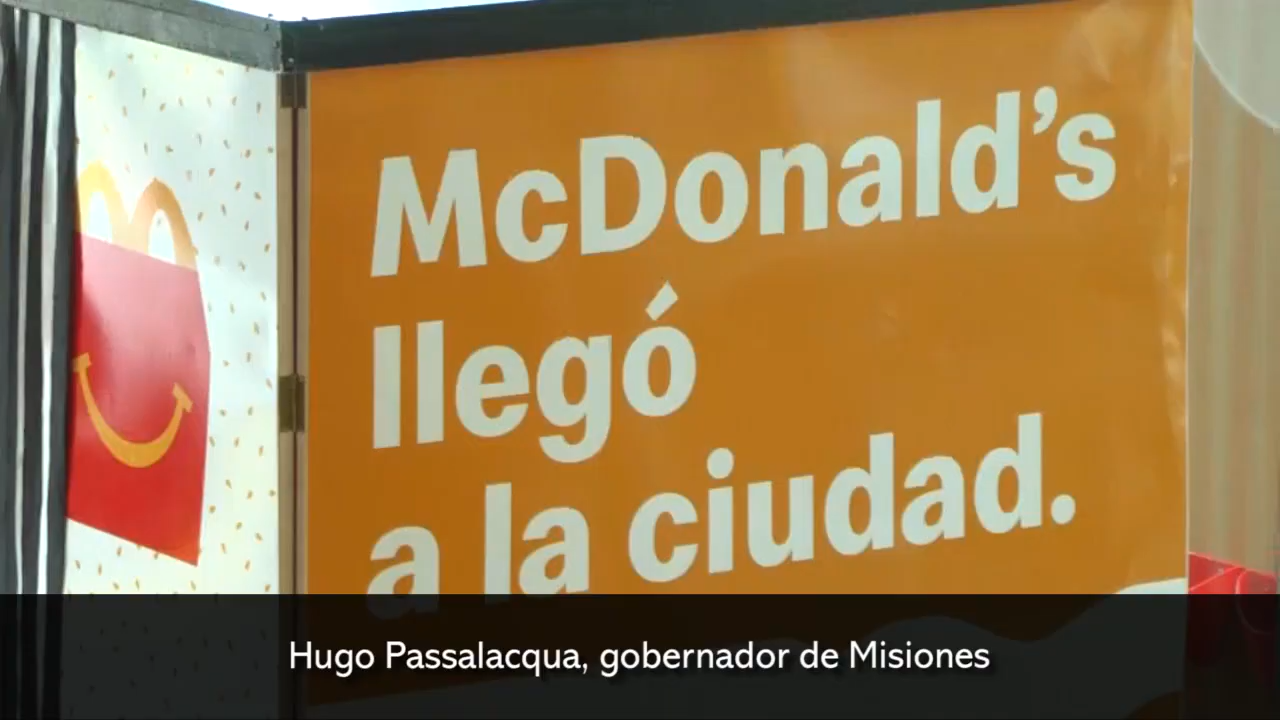 McDonald's
llegó
a la ciudad.
Hugo Passalacqua, gobernador de Misiones